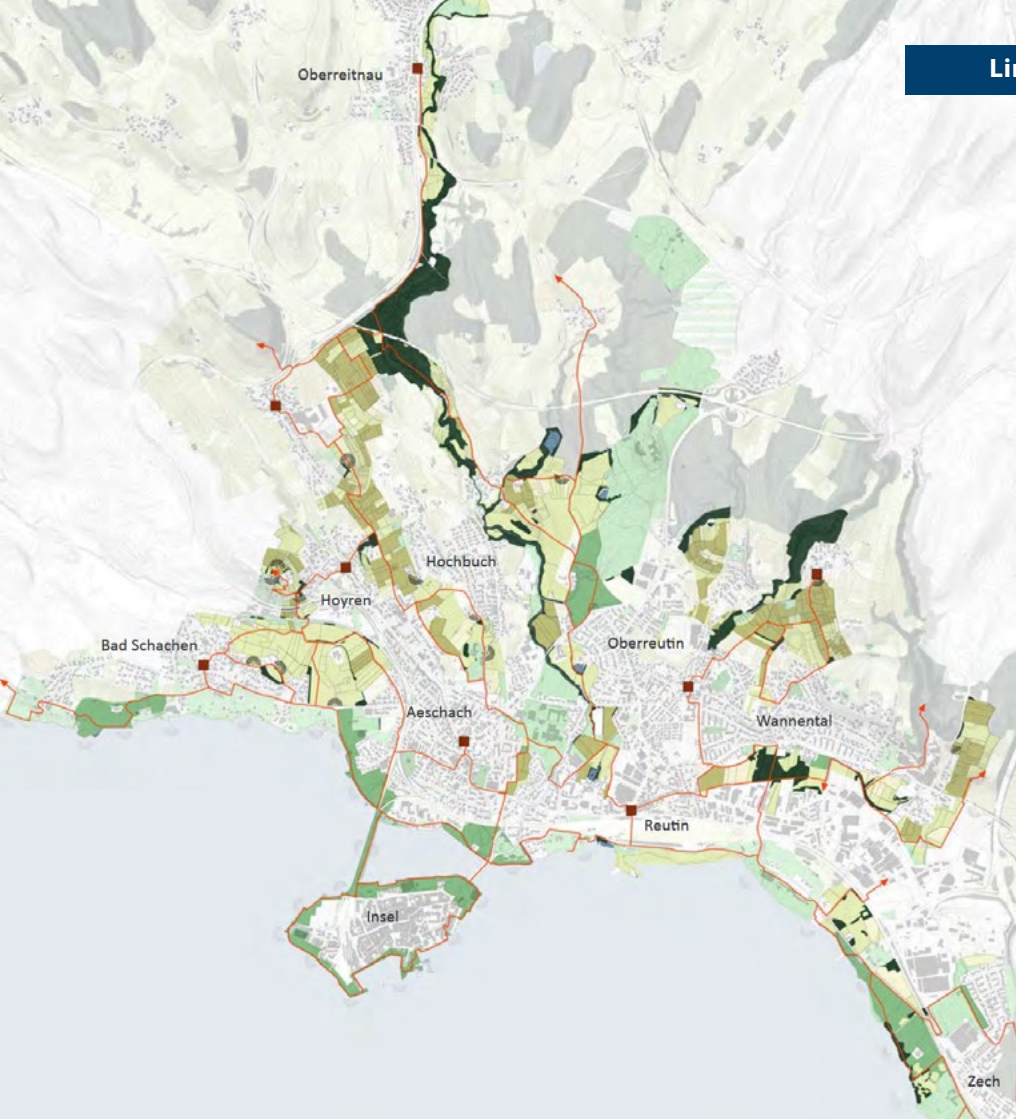 Oberreitnau
Hochbuch
Hoyren
Bad Schachen
Oberreutin
Aeschach
Wannental
Reutin
Insel
Zech